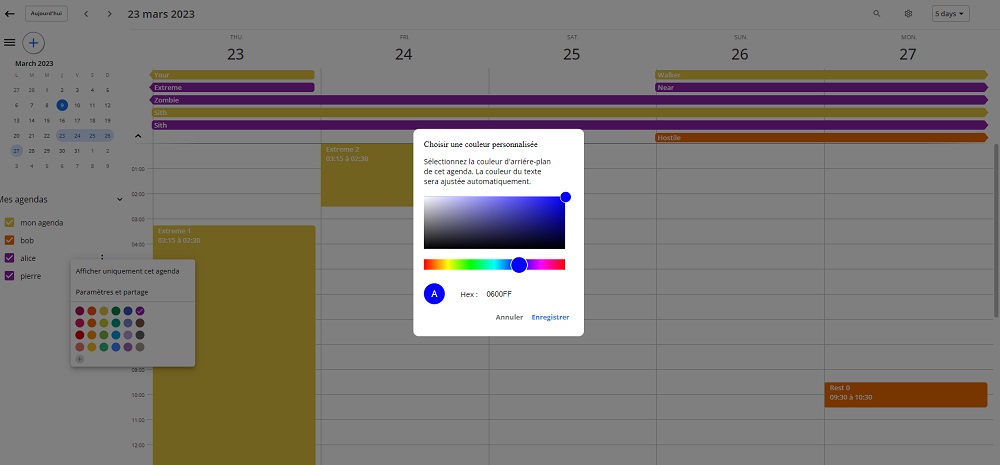 Aujourd'hui
23 mars 2023
5 days
March 2023
L M M J V S D
27 28 1 2 3 4 5
6 7 8 9 10 11 12
13 14 15 16 17 18 19
20 21 22 23 24 25 26
27 28 29 30 31 1 2
3 4 5 6 7 8 9
Mes agendas
mon agenda
bob
alice
pierre
Afficher uniquement cet agenda
Paramètres et partage
THU.
23
FRI.
24
SAT.
25
SUN.
26
MON.
27
Your
Walker
Extreme
Near
Zombie
Sith
Sith
Hostile
01:00
02:00
03:00
04:00
09:00
10:00
11:00
12:00
Extreme 2
03:15 à 02:30
Extreme 1
03:15 à 02:30
Rest 0
09:30 à 10:30
Choisir une couleur personnalisée
Sélectionnez la couleur d'arrière-plan
de cet agenda. La couleur du texte
sera ajustée automatiquement.
A
Hex :
0600FF
Annuler
Enregistrer